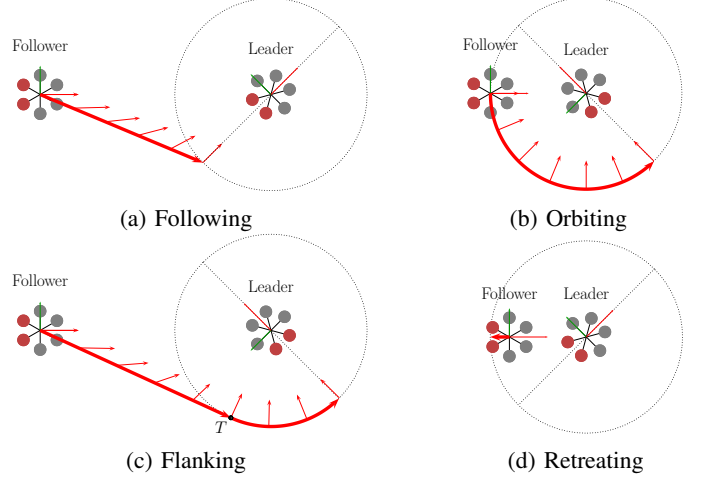 Follower
Leader
(a) Following
Follower
Leader
(b) Orbiting
Follower
Leader
T
(c) Flanking
Follower
Leader
(d) Retreating